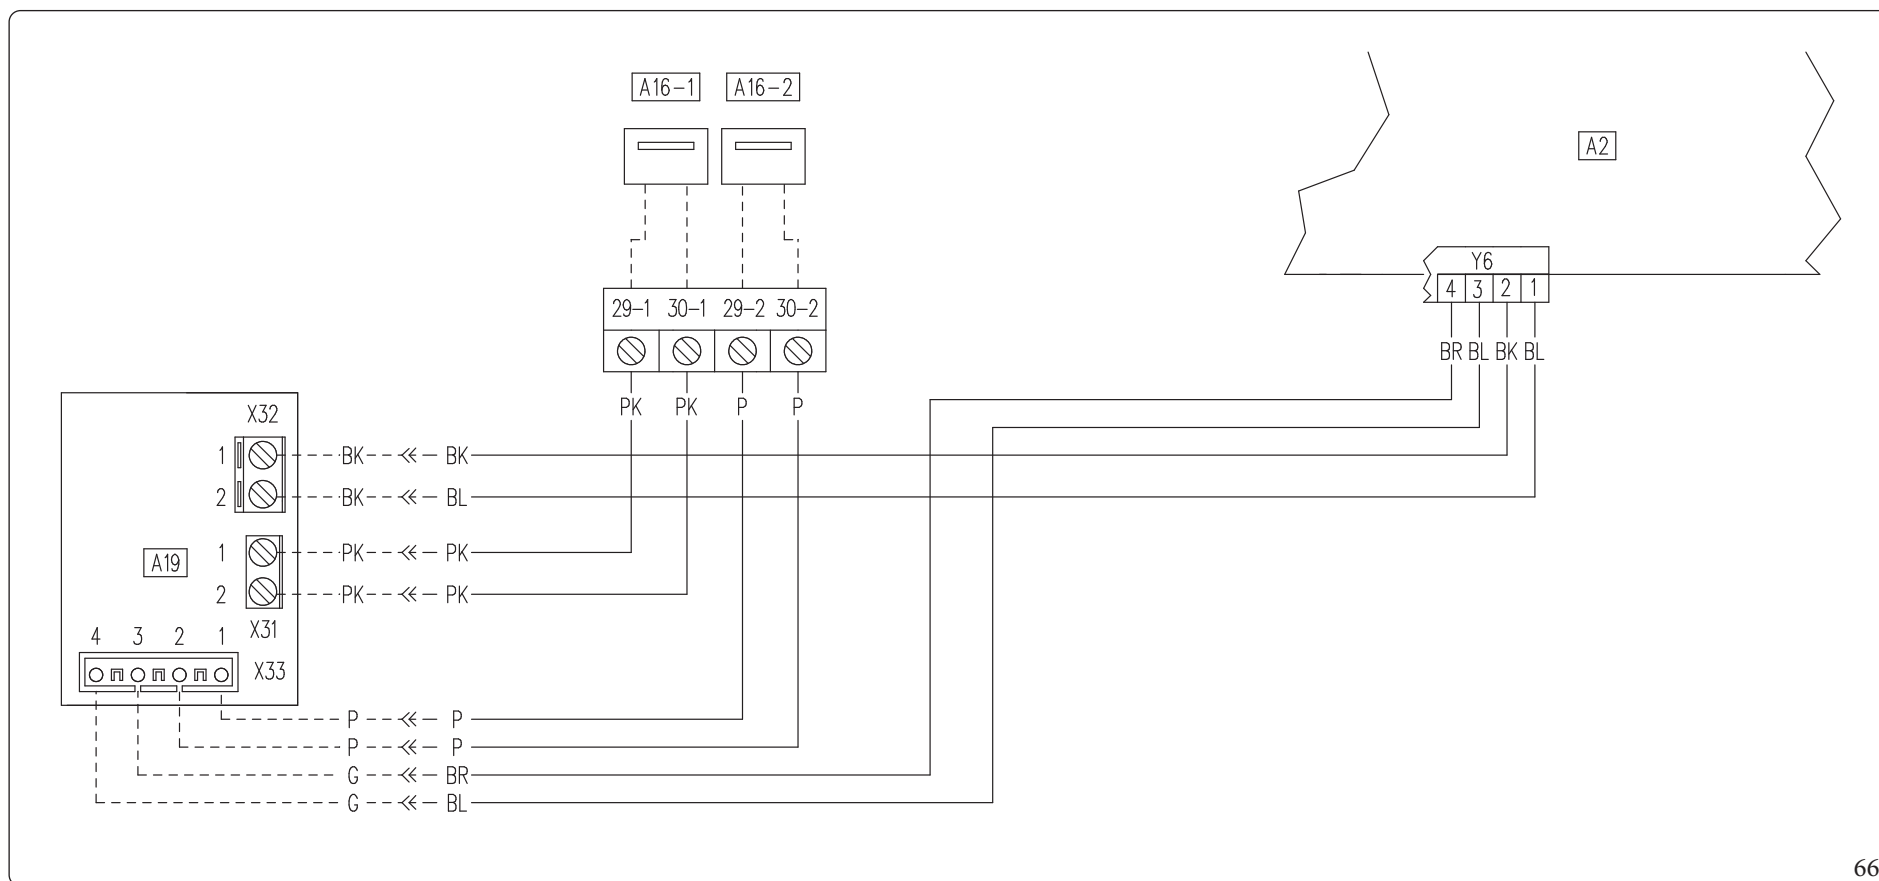 A16-1 A16-2
A2
Y6
4 3 2 1
29-1 30-1 29-2 30-2
BR BL BK BL
PK PK P P
X32
1 BK BK
2 BK BL
A19
1 PK PK
2 PK PK
X31
4 3 2 1
X33
P P
P P
G BR
G BL
66